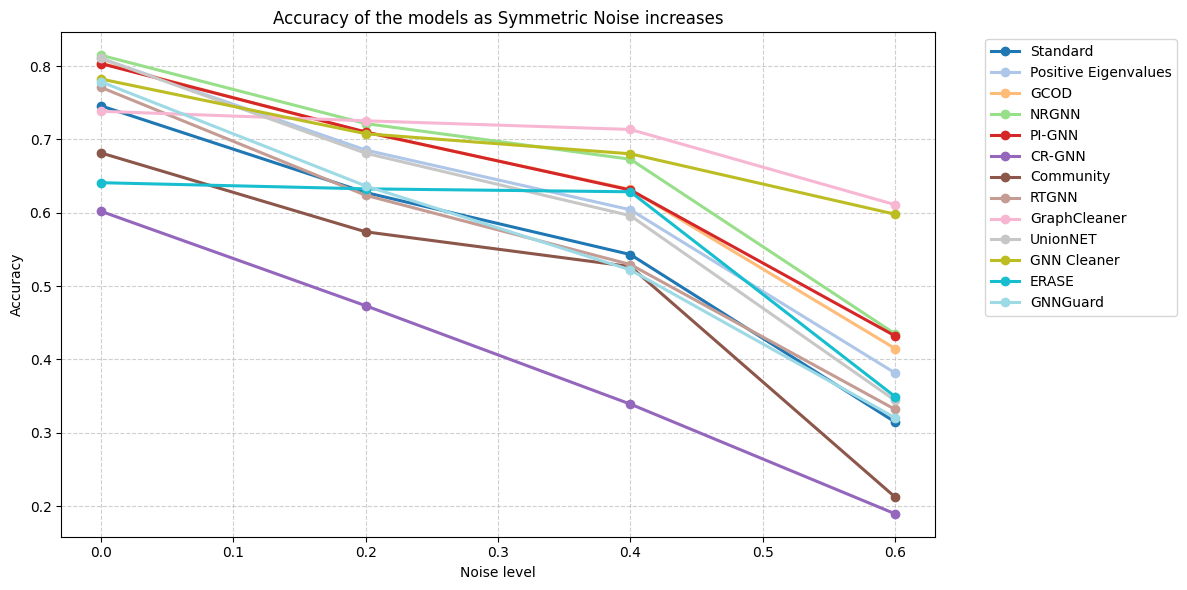 Accuracy of the models as Symmetric Noise increases
Accuracy
0.8
0.7
0.6
0.5
0.4
0.3
0.2
0.0 0.1 0.2 0.3 0.4 0.5 0.6
Noise level
Standard
Positive Eigenvalues
GCOD
NRGNN
PI-GNN
CR-GNN
Community
RTGNN
GraphCleaner
UnionNET
GNN Cleaner
ERASE
GNNGuard